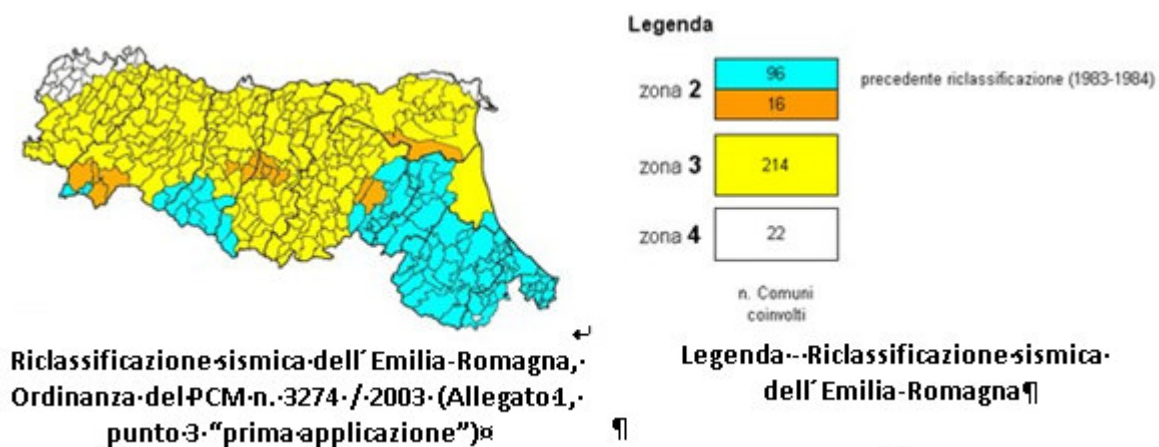 Legenda
zona 2
96
16
precedente riclassificazione (1983-1984)
zona 3
214
zona 4
22
n. Comuni
coinvolti
↵
Riclassificazione·sismica·dell´Emilia-Romagna,·
Ordinanza·del·PCM·n.·3274·/·2003·(Allegato·1,·
punto·3·“prima·applicazione”)¤
¶
Legenda·-·Riclassificazione·sismica·
dell´Emilia-Romagna¶